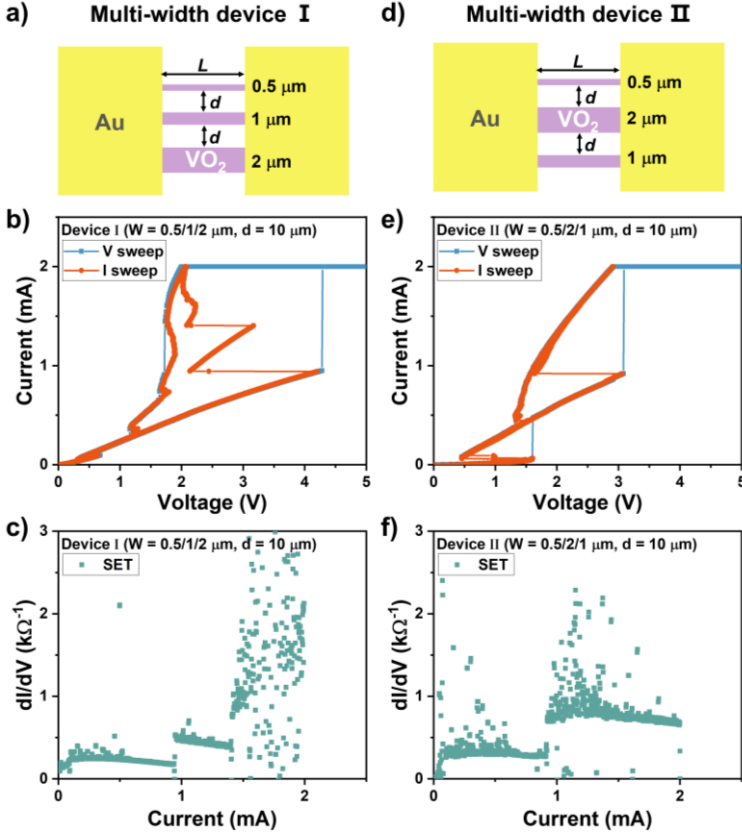 a)
Multi-width device Ⅰ
L
0.5 μm
d
Au
1 μm
d
VO2
2 μm
d)
Multi-width device Ⅱ
L
0.5 μm
d
Au
2 μm
VO2
d
1 μm
b)
Device Ⅰ (W = 0.5/1/2 μm, d = 10 μm)
V sweep
I sweep
Current (mA)
2
1
0
0 1 2 3 4 5
Voltage (V)
e)
Device Ⅱ (W = 0.5/2/1 μm, d = 10 μm)
V sweep
I sweep
Current (mA)
2
1
0
0 1 2 3 4 5
Voltage (V)
c)
Device Ⅰ (W = 0.5/1/2 μm, d = 10 μm)
SET
dI/dV (kΩ-1)
3
2
1
0
0 1 2
Current (mA)
f)
Device Ⅱ (W = 0.5/2/1 μm, d = 10 μm)
SET
dI/dV (kΩ-1)
3
2
1
0
0 1 2
Current (mA)